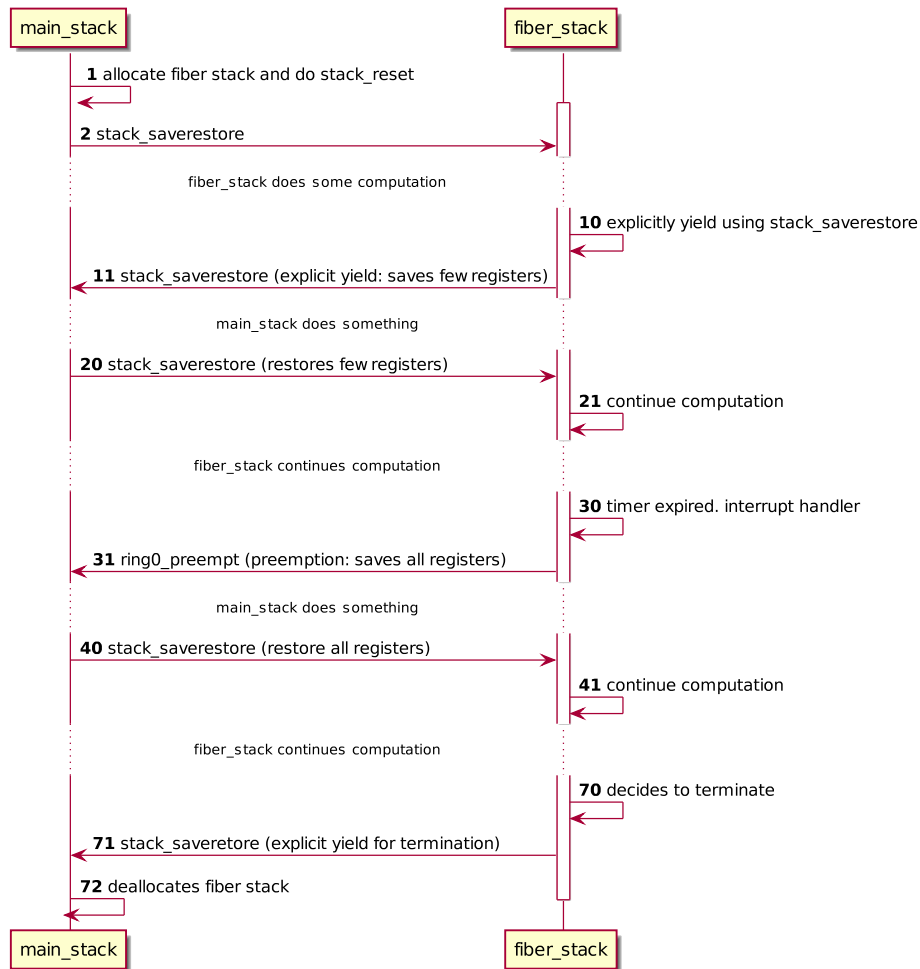 main_stack
fiber_stack
1 allocate fiber stack and do stack_reset
2 stack_saverestore
fiber_stack does some computation
10 explicitly yield using stack_saverestore
11 stack_saverestore (explicit yield: saves few registers)
main_stack does something
20 stack_saverestore (restores few registers)
21 continue computation
fiber_stack continues computation
30 timer expired. interrupt handler
31 ring0_preempt (preemption: saves all registers)
main_stack does something
40 stack_saverestore (restore all registers)
41 continue computation
fiber_stack continues computation
70 decides to terminate
71 stack_saveretore (explicit yield for termination)
72 deallocates fiber stack
main_stack
fiber_stack